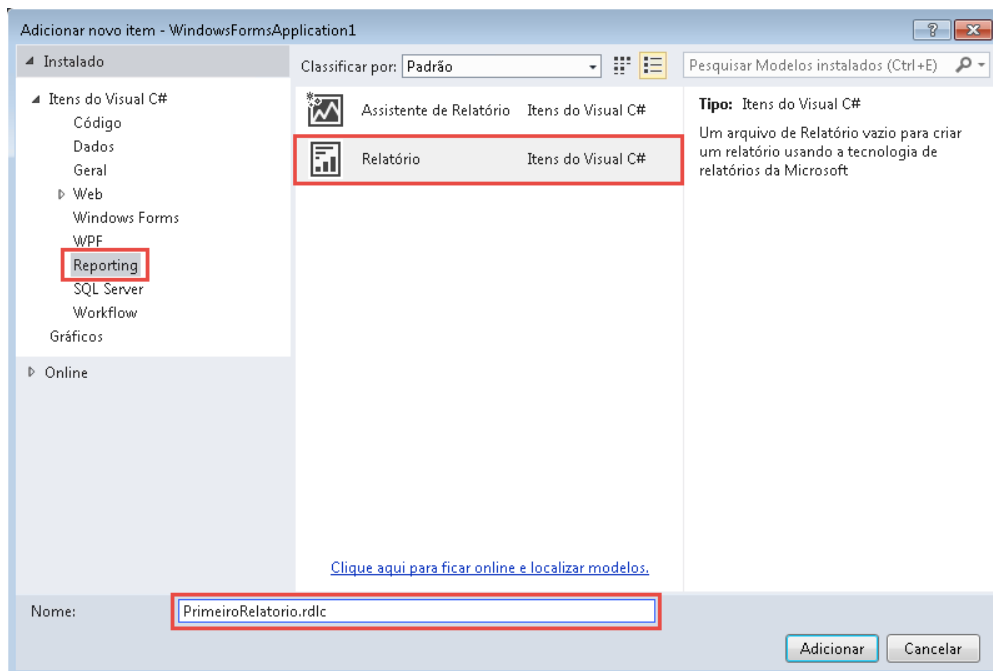 Adicionar novo item - WindowsFormsApplication1
Instalado
Itens do Visual C#
Código
Dados
Geral
Web
Windows Forms
WPF
Reporting
SQL Server
Workflow
Gráficos
Online
Classificar por: Padrão
Pesquisar Modelos instalados (Ctrl+E)
Assistente de Relatório Itens do Visual C#
Relatório Itens do Visual C#
Clique aqui para ficar online e localizar modelos.
Tipo: Itens do Visual C#
Um arquivo de Relatório vazio para criar
um relatório usando a tecnologia de
relatórios da Microsoft
Nome: PrimeiroRelatorio.rdlc
Adicionar Cancelar